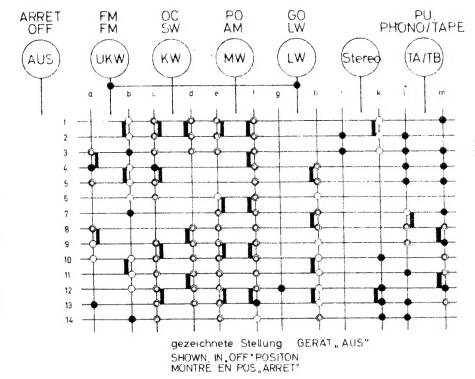 ARRET FM OC PO GO PU
OFF FM SW AM LW PHONO/TAPE
AUS UKW KW MW LW Stereo TA/TB
a b c d e f g h i k l m
1
2
3
4
5
6
7
8
9
10
11
12
13
14
gezeichnete Stellung GERÄT „AUS"
SHOWN, IN „OFF" POSITON
MONTRE EN POS „ARRET"